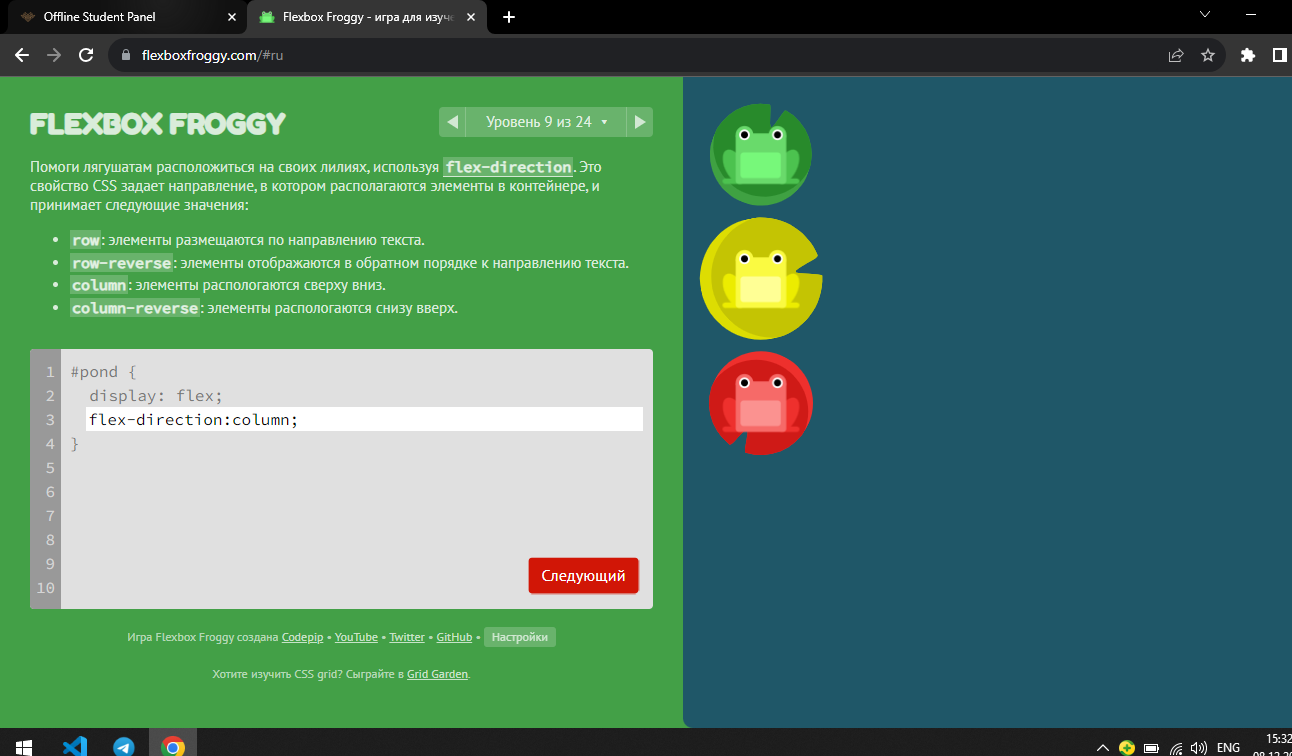 Offline Student Panel
Flexbox Froggy - игра для изуче
flexboxfroggy.com/#ru
FLEXBOX FROGGY
Уровень 9 из 24
Помоги лягушатам расположиться на своих лилиях, используя flex-direction. Это
свойство CSS задает направление, в котором располагаются элементы в контейнере, и
принимает следующие значения:
• row: элементы размещаются по направлению текста.
• row-reverse: элементы отображаются в обратном порядке к направлению текста.
• column: элементы распологаются сверху вниз.
• column-reverse: элементы распологаются снизу вверх.
1 #pond {
2 display: flex;
3 flex-direction:column;
4 }
5
6
7
8
9
10
Следующий
Игра Flexbox Froggy создана Codepip • YouTube • Twitter • GitHub • Настройки
Хотите изучить CSS grid? Сыграйте в Grid Garden.
ENG
15:32